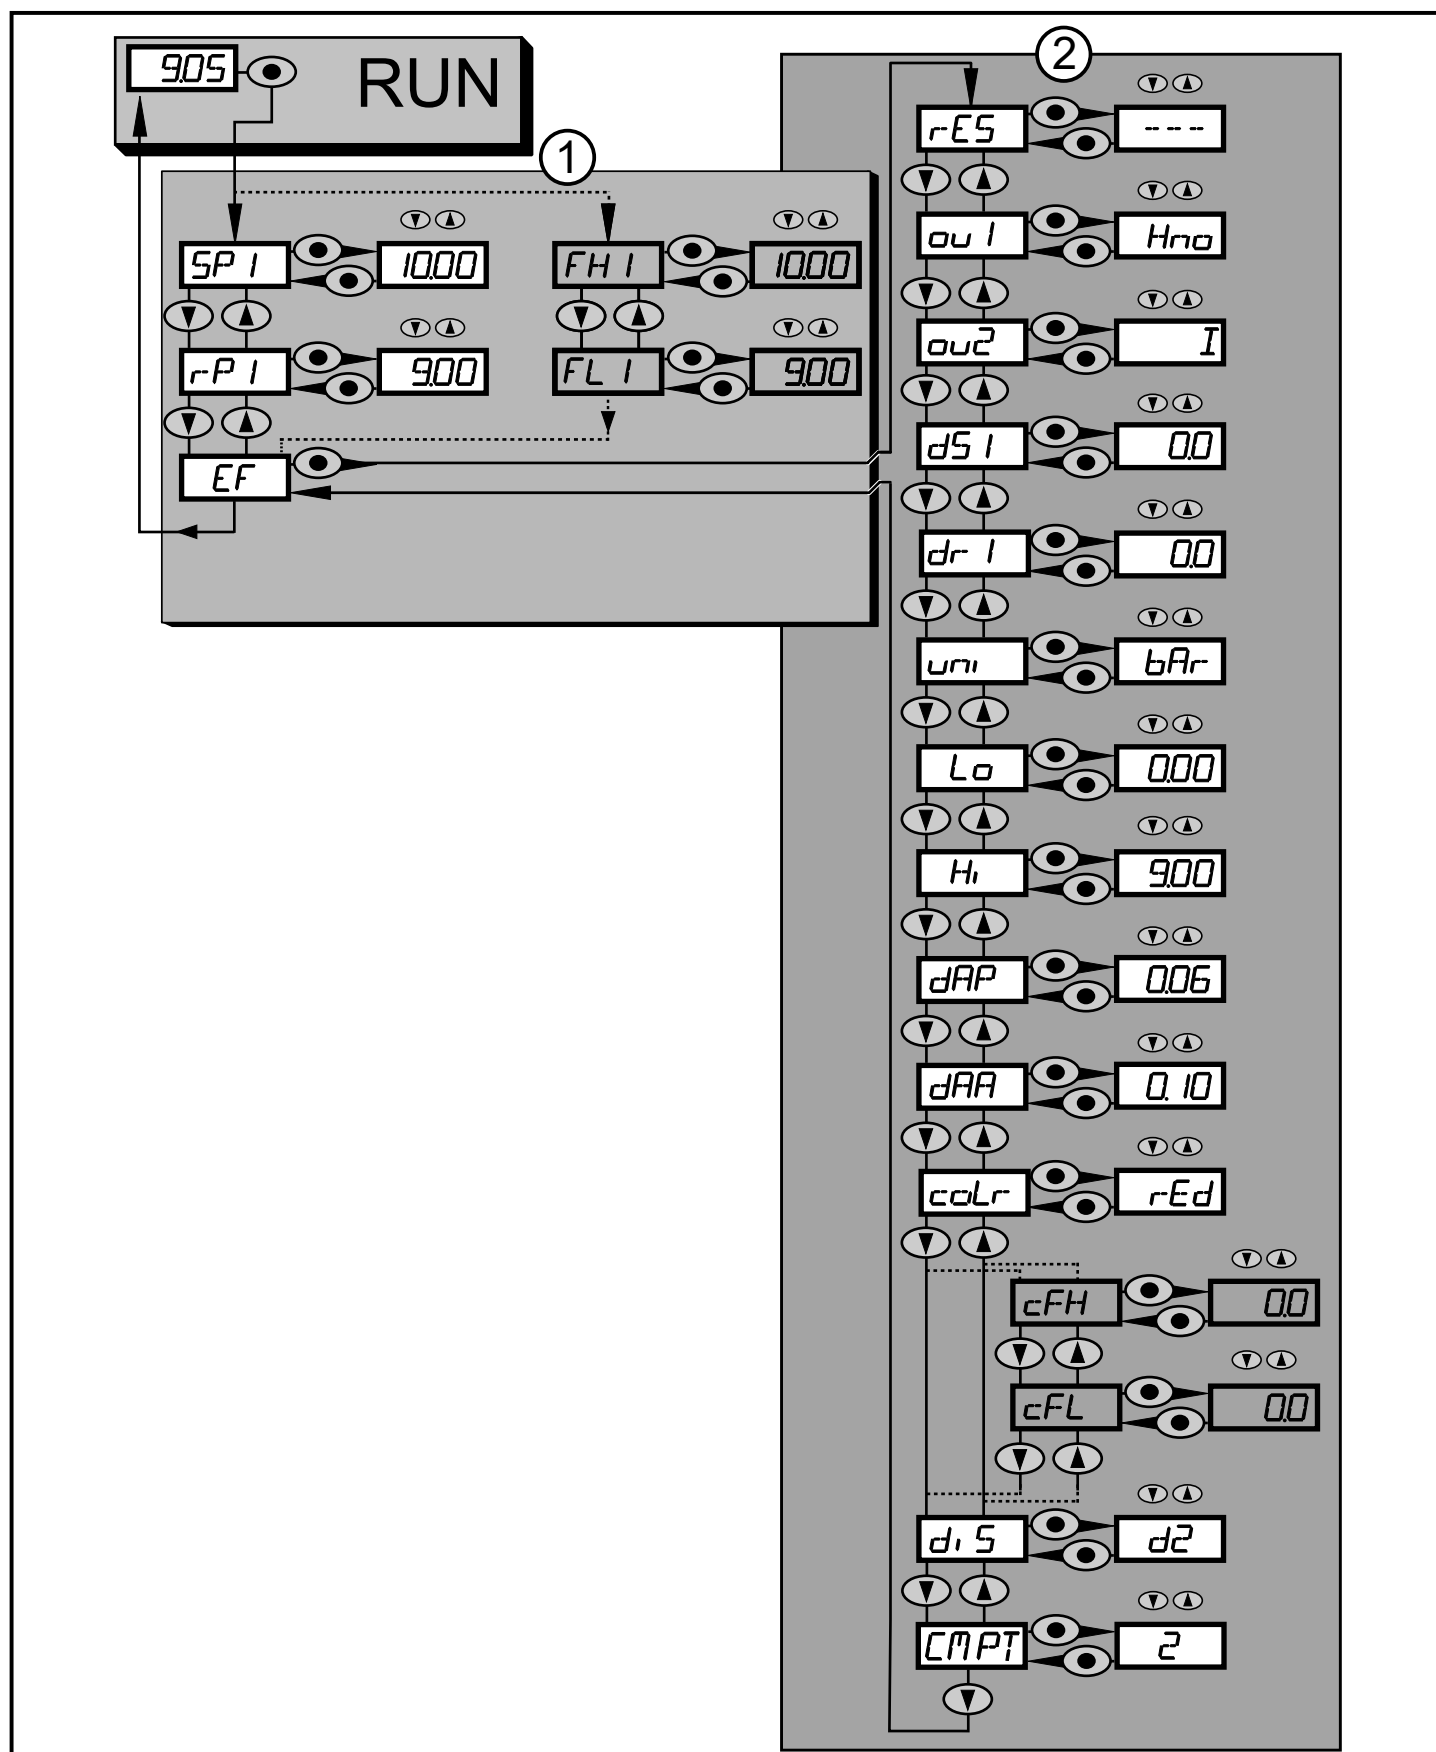 9.05
RUN
1
SP1 10.00
FH1 10.00
rP1 9.00
FL1 9.00
EF
2
rES ---
ou1 Hno
ou2 I
dS1 0.0
dr1 0.0
uni bAr
Lo 0.00
Hi 9.00
dAP 0.06
dAA 0.10
coLr rEd
cFH 0.0
cFL 0.0
diS d2
CMPT 2